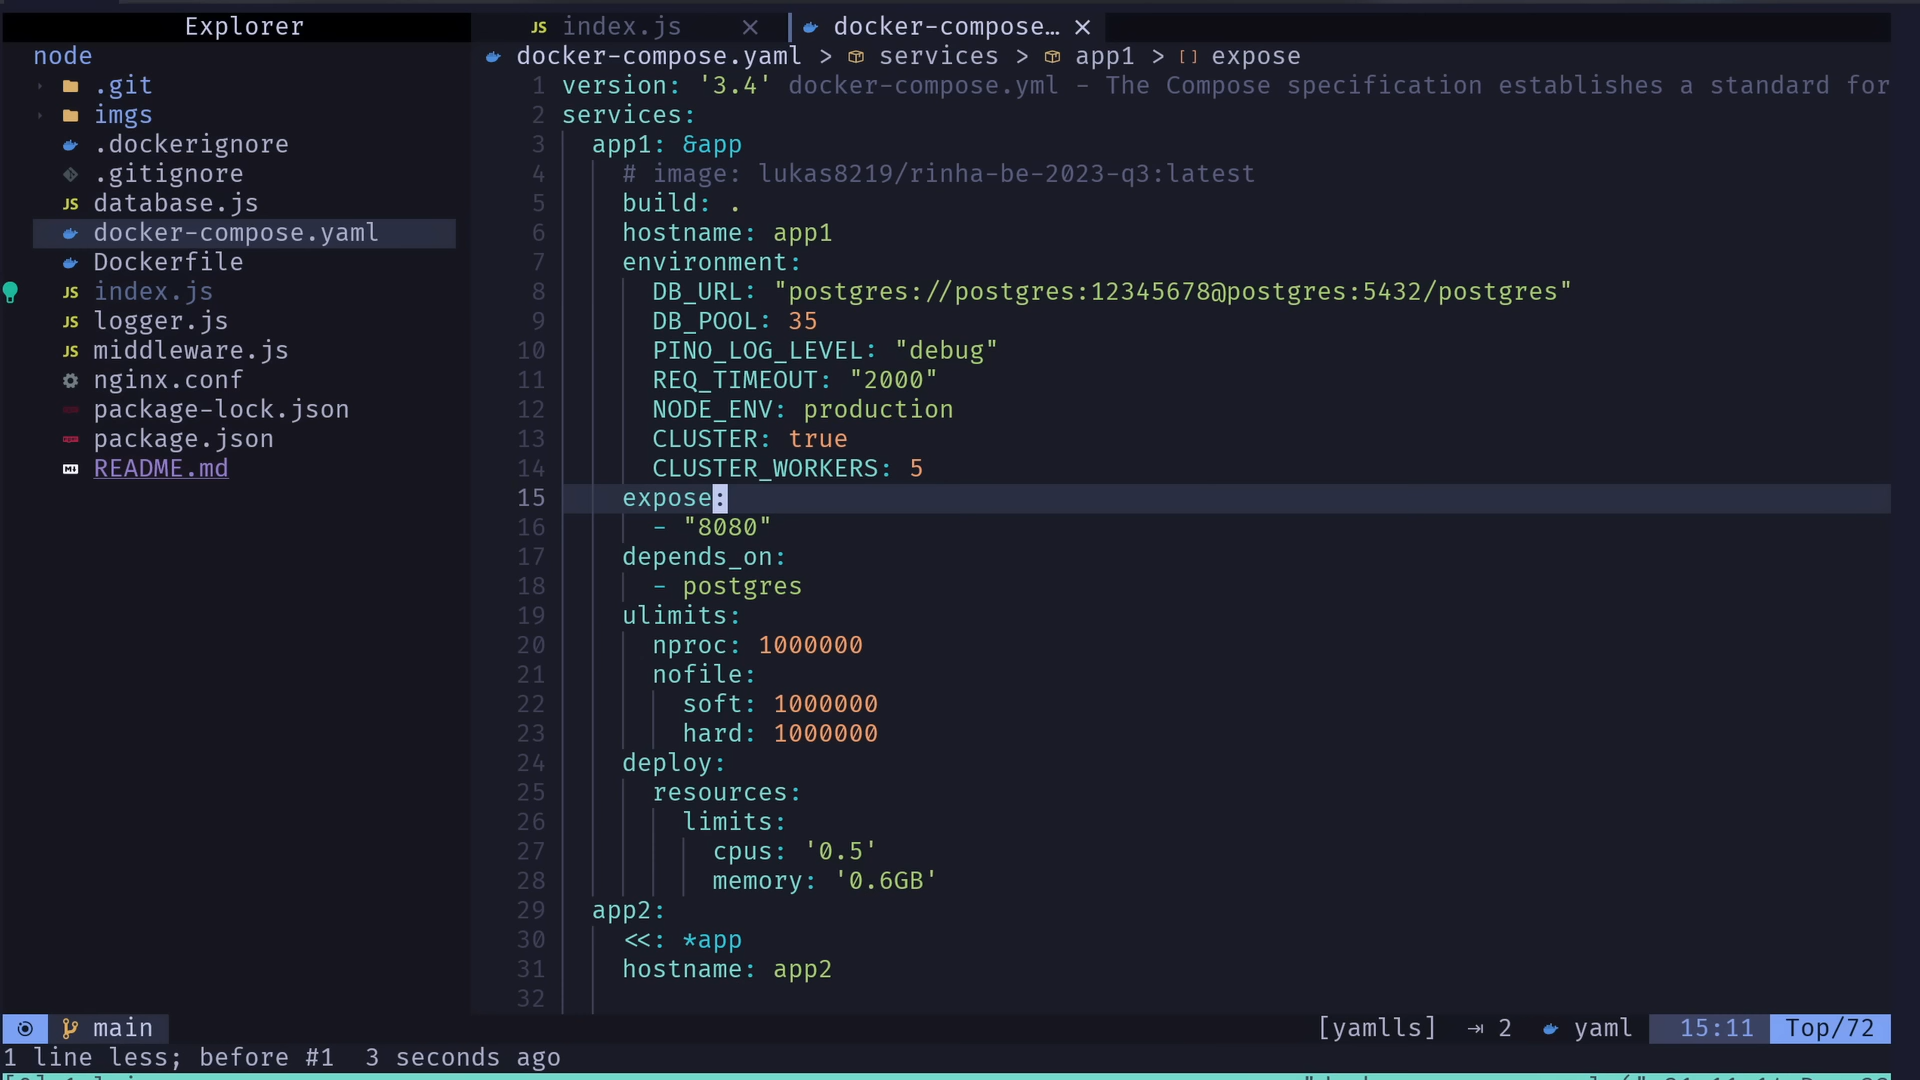 Explorer
JS index.js × docker-compose… ×
node
docker-compose.yaml > services > app1 > [] expose
.git
imgs
.dockerignore
.gitignore
JS database.js
docker-compose.yaml
Dockerfile
JS index.js
JS logger.js
JS middleware.js
nginx.conf
package-lock.json
package.json
README.md
1 version: '3.4' docker-compose.yml - The Compose specification establishes a standard for
2 services:
3 app1: &app
4 # image: lukas8219/rinha-be-2023-q3:latest
5 build: .
6 hostname: app1
7 environment:
8 DB_URL: "postgres://postgres:12345678@postgres:5432/postgres"
9 DB_POOL: 35
10 PINO_LOG_LEVEL: "debug"
11 REQ_TIMEOUT: "2000"
12 NODE_ENV: production
13 CLUSTER: true
14 CLUSTER_WORKERS: 5
15 expose:
16 - "8080"
17 depends_on:
18 - postgres
19 ulimits:
20 nproc: 1000000
21 nofile:
22 soft: 1000000
23 hard: 1000000
24 deploy:
25 resources:
26 limits:
27 cpus: '0.5'
28 memory: '0.6GB'
29 app2:
30 <<: *app
31 hostname: app2
32
main [yamlls] ⇥ 2 yaml 15:11 Top/72
1 line less; before #1 3 seconds ago